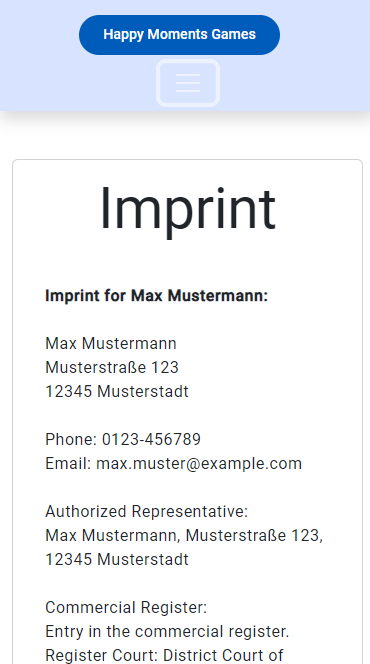 Happy Moments Games
Imprint
Imprint for Max Mustermann:
Max Mustermann
Musterstraße 123
12345 Musterstadt
Phone: 0123-456789
Email: max.muster@example.com
Authorized Representative:
Max Mustermann, Musterstraße 123,
12345 Musterstadt
Commercial Register:
Entry in the commercial register.
Register Court: District Court of